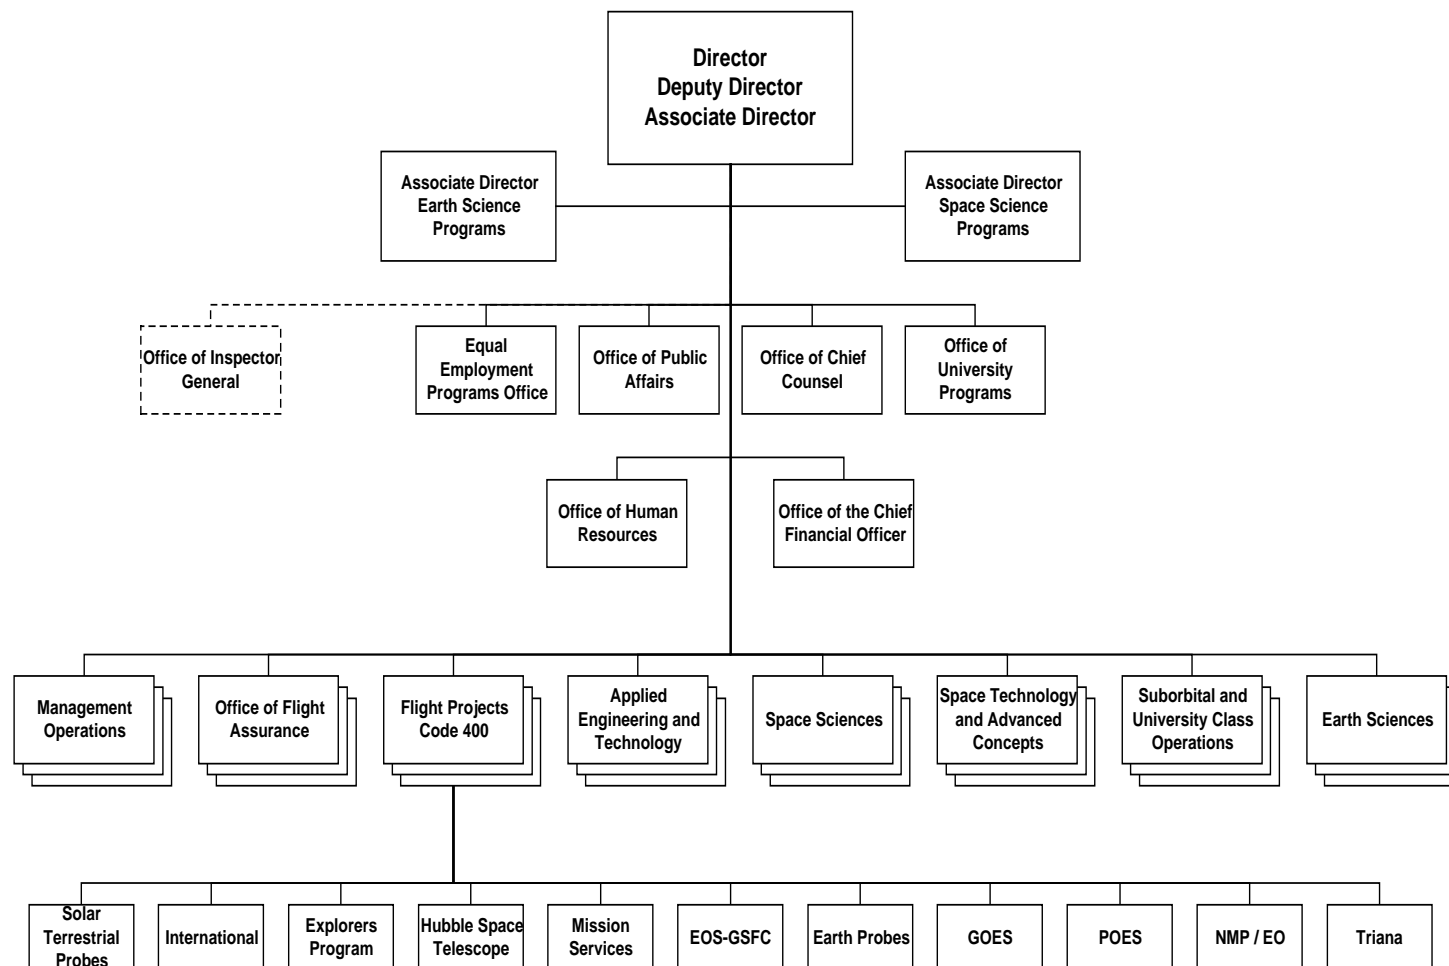 Director
Deputy Director
Associate Director
Associate Director
Earth Science
Programs
Associate Director
Space Science
Programs
Office of Inspector
General
Equal
Employment
Programs Office
Office of Public
Affairs
Office of Chief
Counsel
Office of
University
Programs
Office of Human
Resources
Office of the Chief
Financial Officer
Management
Operations
Office of Flight
Assurance
Flight Projects
Code 400
Applied
Engineering and
Technology
Space Sciences
Space Technology
and Advanced
Concepts
Suborbital and
University Class
Operations
Earth Sciences
Solar
Terrestrial
Probes
International
Explorers
Program
Hubble Space
Telescope
Mission
Services
EOS-GSFC
Earth Probes
GOES
POES
NMP / EO
Triana